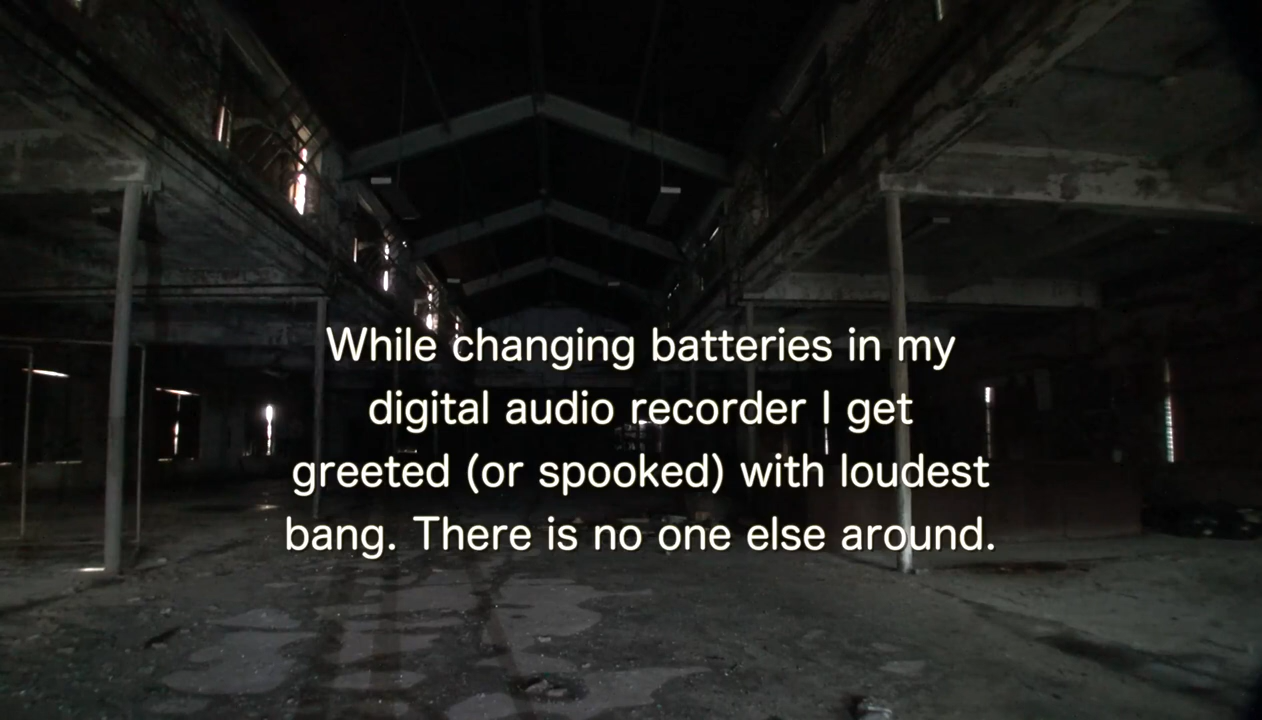 While changing batteries in my
digital audio recorder I get
greeted (or spooked) with loudest
bang. There is no one else around.